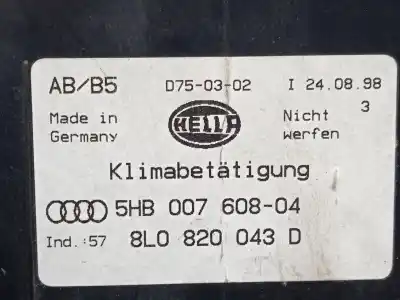 AB/B5 D75-03-02 I 24.08.98
Made in Germany HELLA Nicht werfen 3
Klimabetätigung
5HB 007 608-04
Ind.:57 8L0 820 043 D